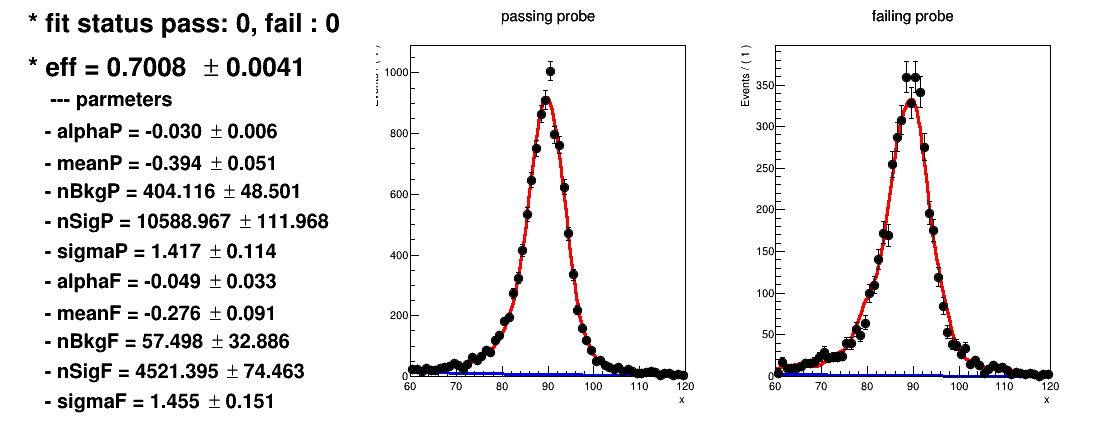 * fit status pass: 0, fail : 0
* eff = 0.7008 ± 0.0041
--- parmeters
- alphaP = -0.030 ± 0.006
- meanP = -0.394 ± 0.051
- nBkgP = 404.116 ± 48.501
- nSigP = 10588.967 ± 111.968
- sigmaP = 1.417 ± 0.114
- alphaF = -0.049 ± 0.033
- meanF = -0.276 ± 0.091
- nBkgF = 57.498 ± 32.886
- nSigF = 4521.395 ± 74.463
- sigmaF = 1.455 ± 0.151
passing probe
1000
800
600
400
200
0
60 70 80 90 100 110 120
x
failing probe
Events / ( 1 )
350
300
250
200
150
100
50
0
60 70 80 90 100 110 120
x